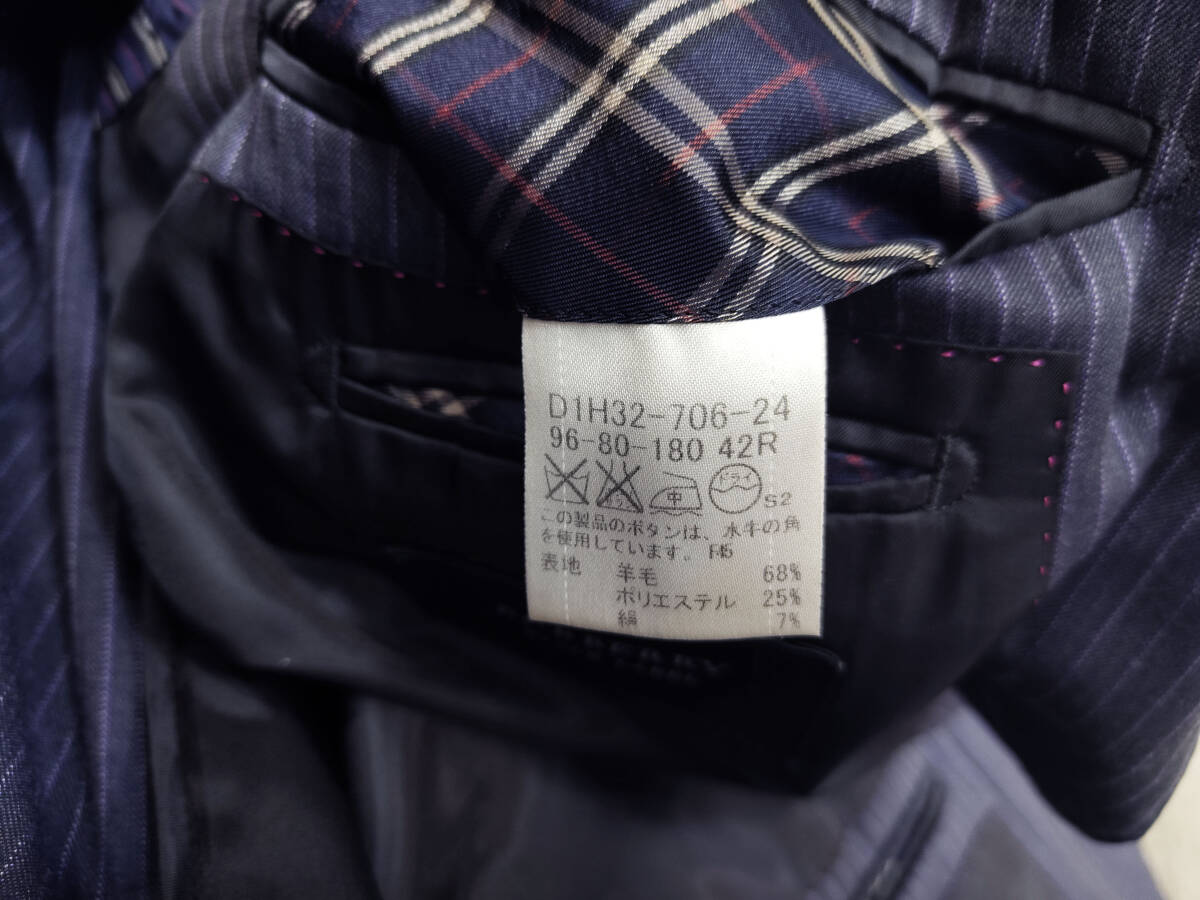 D1H32-706-24
96-80-180 42R
中 ドライ S2
この製品のボタンは、水牛の角
を使用しています。 F45
表地 羊毛 68%
ポリエステル 25%
絹 7%